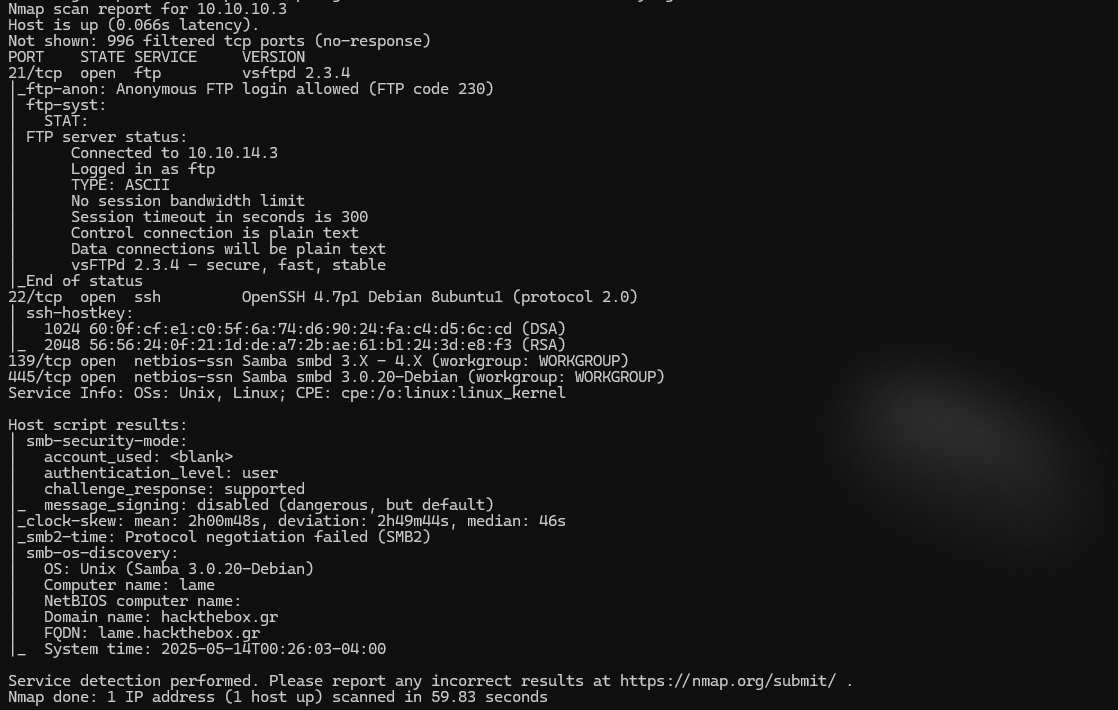 Nmap scan report for 10.10.10.3
Host is up (0.066s latency).
Not shown: 996 filtered tcp ports (no-response)
PORT    STATE SERVICE     VERSION
21/tcp  open  ftp         vsftpd 2.3.4
|_ftp-anon: Anonymous FTP login allowed (FTP code 230)
| ftp-syst:
|   STAT:
| FTP server status:
|      Connected to 10.10.14.3
|      Logged in as ftp
|      TYPE: ASCII
|      No session bandwidth limit
|      Session timeout in seconds is 300
|      Control connection is plain text
|      Data connections will be plain text
|      vsFTPd 2.3.4 - secure, fast, stable
|_End of status
22/tcp  open  ssh         OpenSSH 4.7p1 Debian 8ubuntu1 (protocol 2.0)
| ssh-hostkey:
|   1024 60:0f:cf:e1:c0:5f:6a:74:d6:90:24:fa:c4:d5:6c:cd (DSA)
|_  2048 56:56:24:0f:21:1d:de:a7:2b:ae:61:b1:24:3d:e8:f3 (RSA)
139/tcp open  netbios-ssn Samba smbd 3.X - 4.X (workgroup: WORKGROUP)
445/tcp open  netbios-ssn Samba smbd 3.0.20-Debian (workgroup: WORKGROUP)
Service Info: OSs: Unix, Linux; CPE: cpe:/o:linux:linux_kernel

Host script results:
| smb-security-mode:
|   account_used: <blank>
|   authentication_level: user
|   challenge_response: supported
|_  message_signing: disabled (dangerous, but default)
|_clock-skew: mean: 2h00m48s, deviation: 2h49m44s, median: 46s
|_smb2-time: Protocol negotiation failed (SMB2)
| smb-os-discovery:
|   OS: Unix (Samba 3.0.20-Debian)
|   Computer name: lame
|   NetBIOS computer name:
|   Domain name: hackthebox.gr
|   FQDN: lame.hackthebox.gr
|_  System time: 2025-05-14T00:26:03-04:00

Service detection performed. Please report any incorrect results at https://nmap.org/submit/ .
Nmap done: 1 IP address (1 host up) scanned in 59.83 seconds